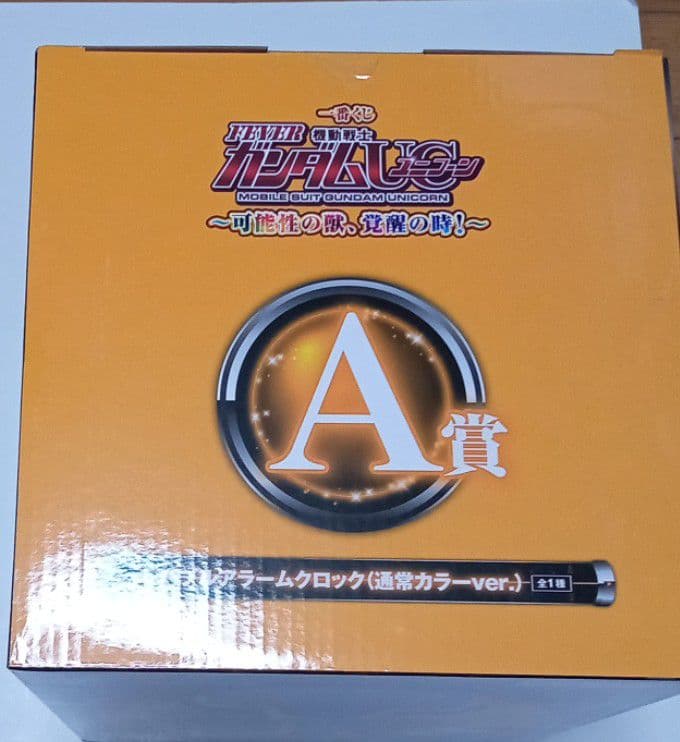 一番くじ
FEVER 機動戦士
ガンダムUC ユニコーン
MOBILE SUIT GUNDAM UNICORN
～可能性の獣、覚醒の時!～
A賞
アラームクロック(通常カラーver.) 全1種